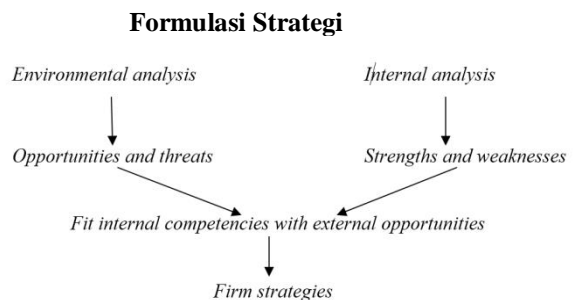 Formulasi Strategi
Environmental analysis
Internal analysis
Opportunities and threats
Strengths and weaknesses
Fit internal competencies with external opportunities
Firm strategies